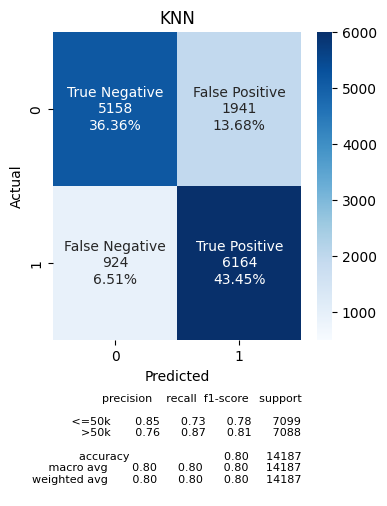 KNN
True Negative
5158
36.36%
False Positive
1941
13.68%
False Negative
924
6.51%
True Positive
6164
43.45%
Actual
0
1
0 1
Predicted
6000
5000
4000
3000
2000
1000
precision recall f1-score support
<=50k 0.85 0.73 0.78 7099
>50k 0.76 0.87 0.81 7088
accuracy 0.80 14187
macro avg 0.80 0.80 0.80 14187
weighted avg 0.80 0.80 0.80 14187